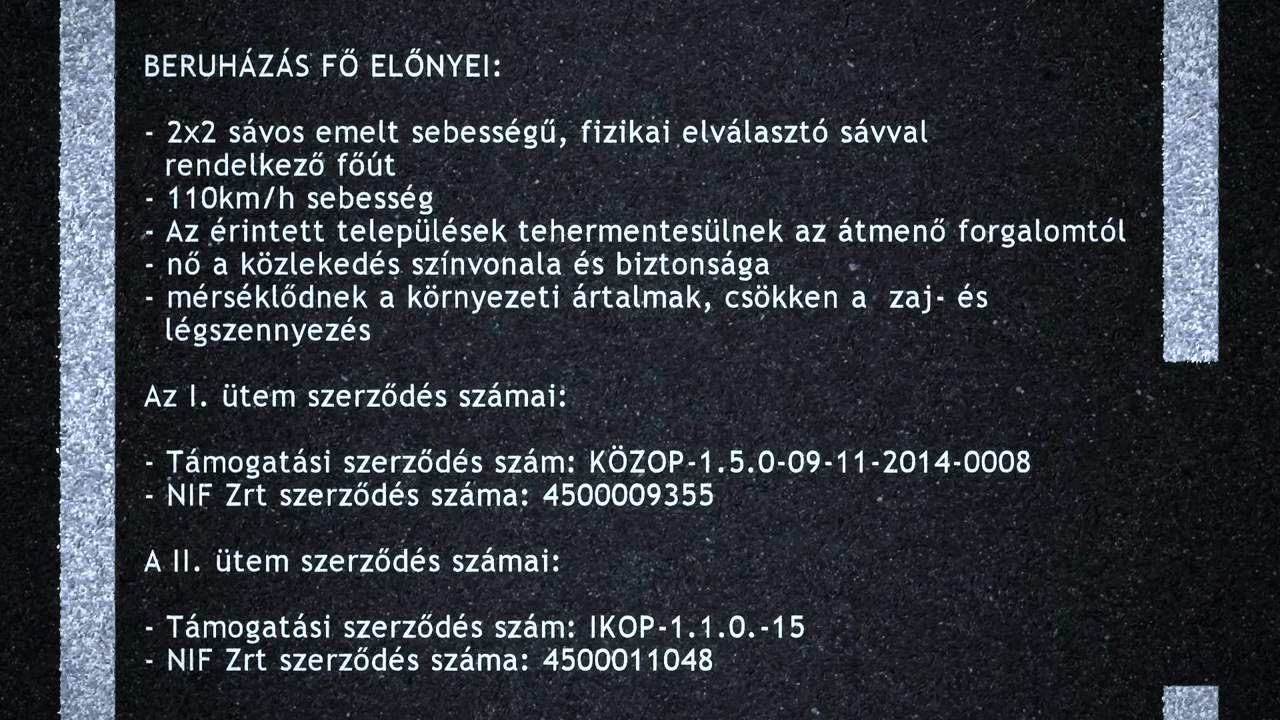 BERUHÁZÁS FŐ ELŐNYEI:
- 2x2 sávos emelt sebességű, fizikai elválasztó sávval
rendelkező főút
- 110km/h sebesség
- Az érintett települések tehermentesülnek az átmenő forgalomtól
- nő a közlekedés színvonala és biztonsága
- mérséklődnek a környezeti ártalmak, csökken a  zaj- és
légszennyezés
Az I. ütem szerződés számai:
- Támogatási szerződés szám: KÖZOP-1.5.0-09-11-2014-0008
- NIF Zrt szerződés száma: 4500009355
A II. ütem szerződés számai:
- Támogatási szerződés szám: IKOP-1.1.0.-15
- NIF Zrt szerződés száma: 4500011048